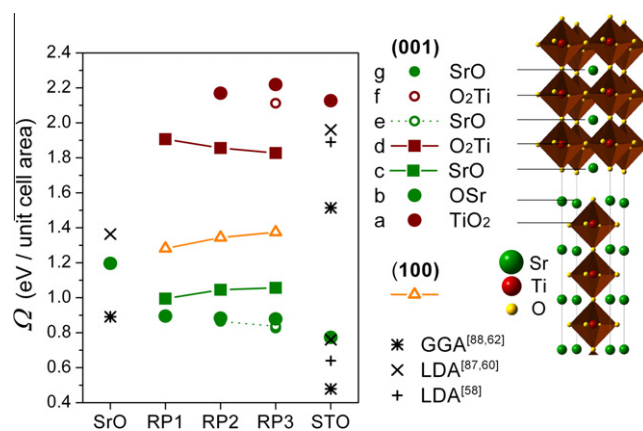 Ω (eV / unit cell area)
2.4
2.2
2.0
1.8
1.6
1.4
1.2
1.0
0.8
0.6
0.4
SrO RP1 RP2 RP3 STO
(001)
g SrO
f O₂Ti
e SrO
d O₂Ti
c SrO
b OSr
a TiO₂
(100)
GGA[88,62]
LDA[87,60]
LDA[58]
Sr
Ti
O